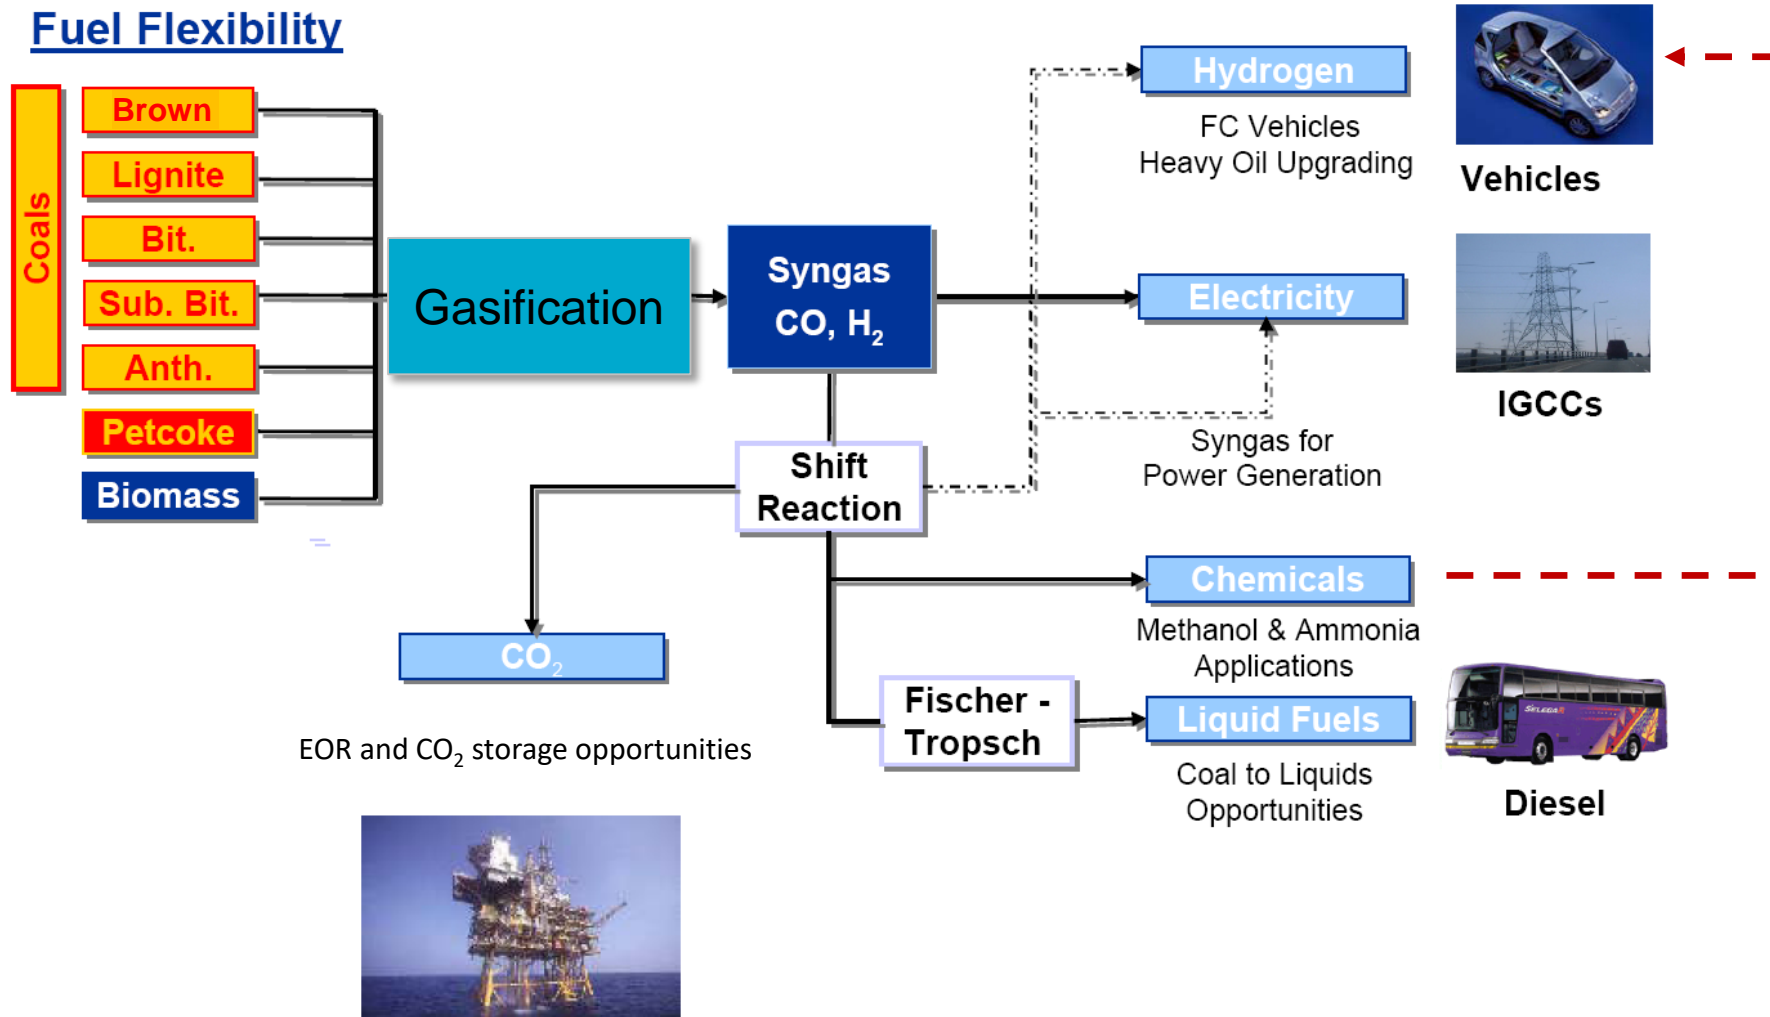 Fuel Flexibility
Coals
Brown
Lignite
Bit.
Sub. Bit.
Anth.
Petcoke
Biomass
Gasification
Syngas
CO, H₂
Shift
Reaction
CO₂
EOR and CO₂ storage opportunities
Fischer -
Tropsch
Hydrogen
FC Vehicles
Heavy Oil Upgrading
Electricity
Syngas for
Power Generation
Chemicals
Methanol & Ammonia
Applications
Liquid Fuels
Coal to Liquids
Opportunities
Vehicles
IGCCs
SELEGA
Diesel